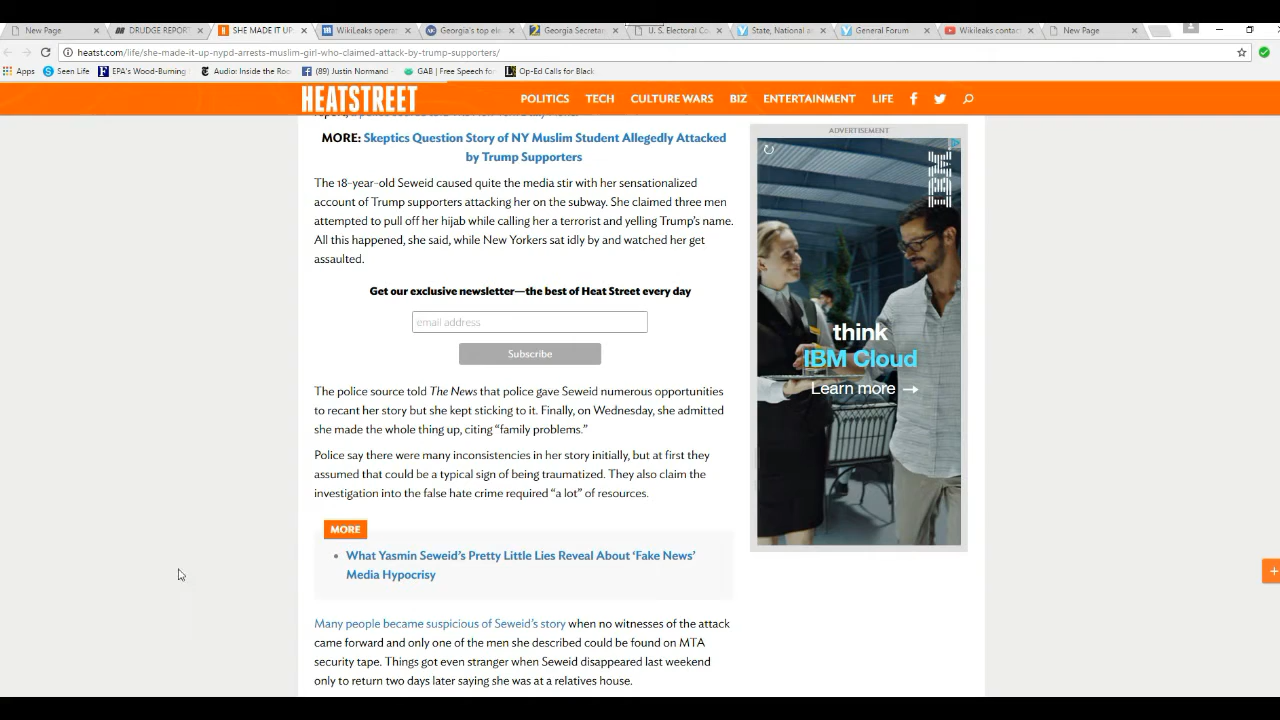 New Page
DRUDGE REPORT
SHE MADE IT UP:
WikiLeaks operat
Georgia's top ele
Georgia Secretar
U. S. Electoral Co
State, National a
General Forum
Wikileaks contac
New Page
heatst.com/life/she-made-it-up-nypd-arrests-muslim-girl-who-claimed-attack-by-trump-supporters/
Apps
Seen Life
EPA's Wood-Burning
Audio: Inside the Roo
(89) Justin Normand
GAB | Free Speech fo
Op-Ed Calls for Black
HEATSTREET
POLITICS TECH CULTURE WARS BIZ ENTERTAINMENT LIFE
MORE: Skeptics Question Story of NY Muslim Student Allegedly Attacked
by Trump Supporters
The 18-year-old Seweid caused quite the media stir with her sensationalized
account of Trump supporters attacking her on the subway. She claimed three men
attempted to pull off her hijab while calling her a terrorist and yelling Trump's name.
All this happened, she said, while New Yorkers sat idly by and watched her get
assaulted.
Get our exclusive newsletter—the best of Heat Street every day
email address
Subscribe
The police source told The News that police gave Seweid numerous opportunities
to recant her story but she kept sticking to it. Finally, on Wednesday, she admitted
she made the whole thing up, citing “family problems.”
Police say there were many inconsistencies in her story initially, but at first they
assumed that could be a typical sign of being traumatized. They also claim the
investigation into the false hate crime required “a lot” of resources.
MORE
What Yasmin Seweid's Pretty Little Lies Reveal About ‘Fake News’
Media Hypocrisy
Many people became suspicious of Seweid's story when no witnesses of the attack
came forward and only one of the men she described could be found on MTA
security tape. Things got even stranger when Seweid disappeared last weekend
only to return two days later saying she was at a relatives house.
ADVERTISEMENT
IBM
think
IBM Cloud
Learn more →